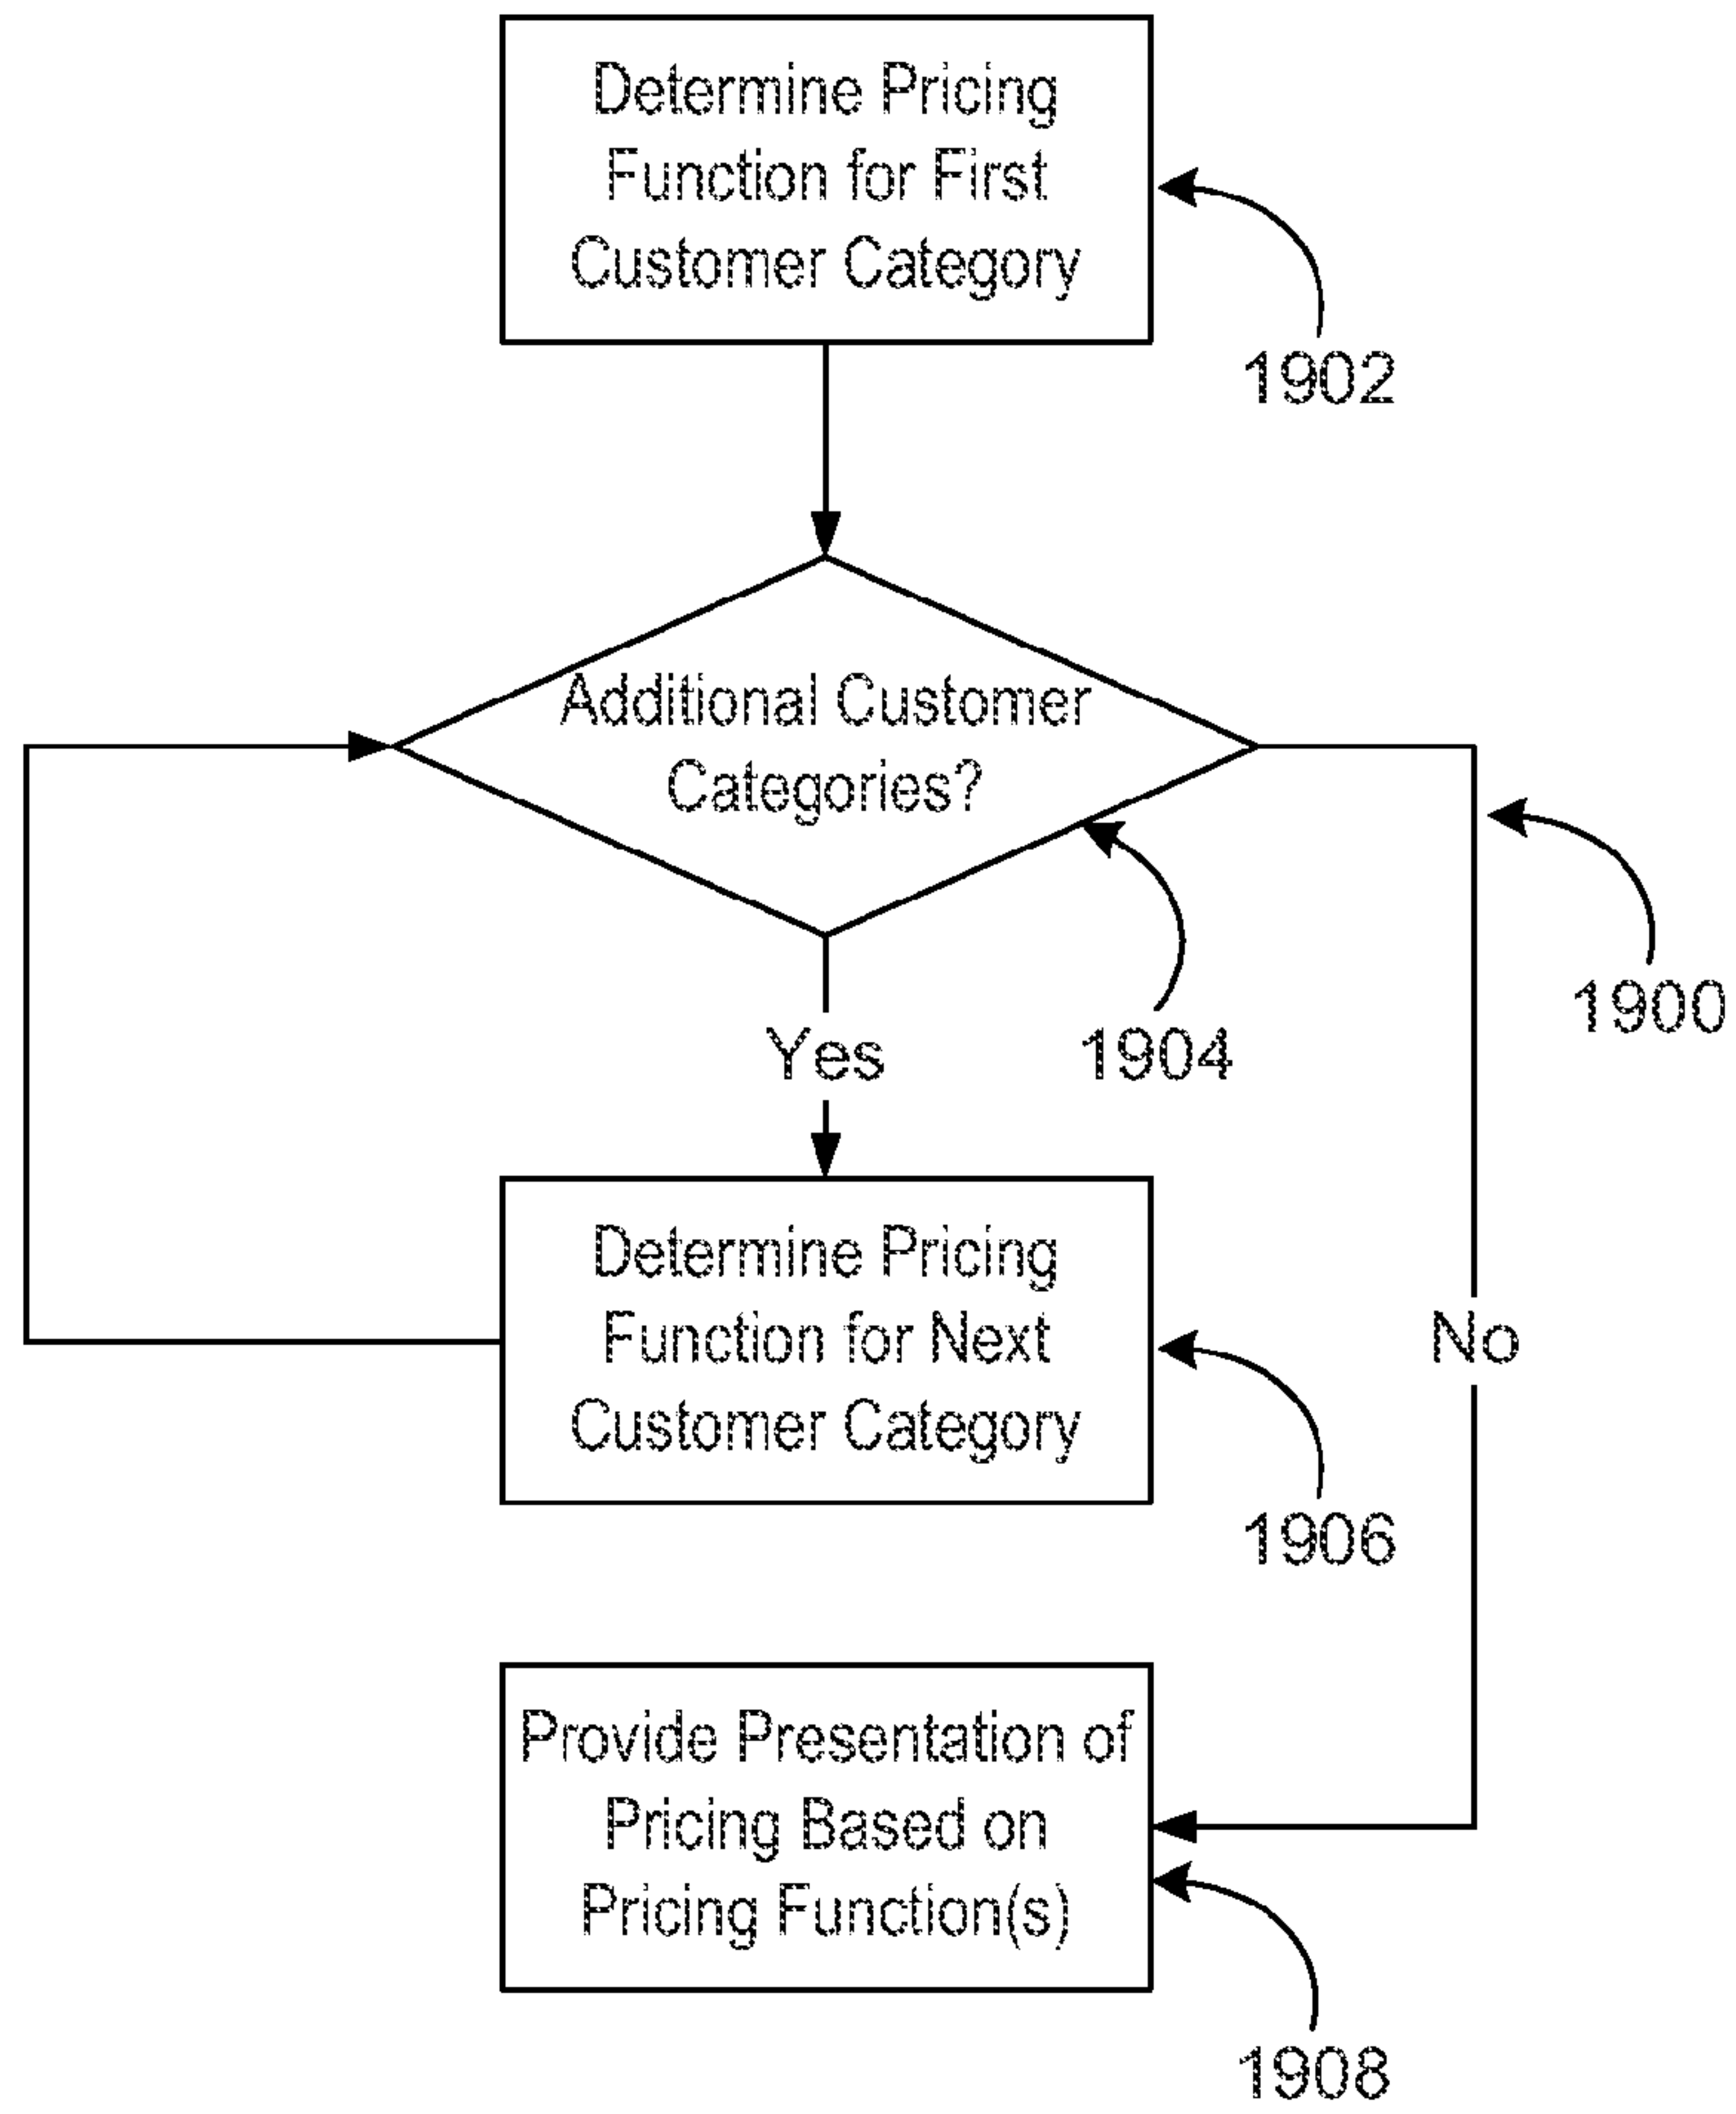 Determine Pricing
Function for First
Customer Category
1902
Additional Customer
Categories?
1900
Yes
1904
Determine Pricing
Function for Next
Customer Category
No
1906
Provide Presentation of
Pricing Based on
Pricing Function(s)
1908